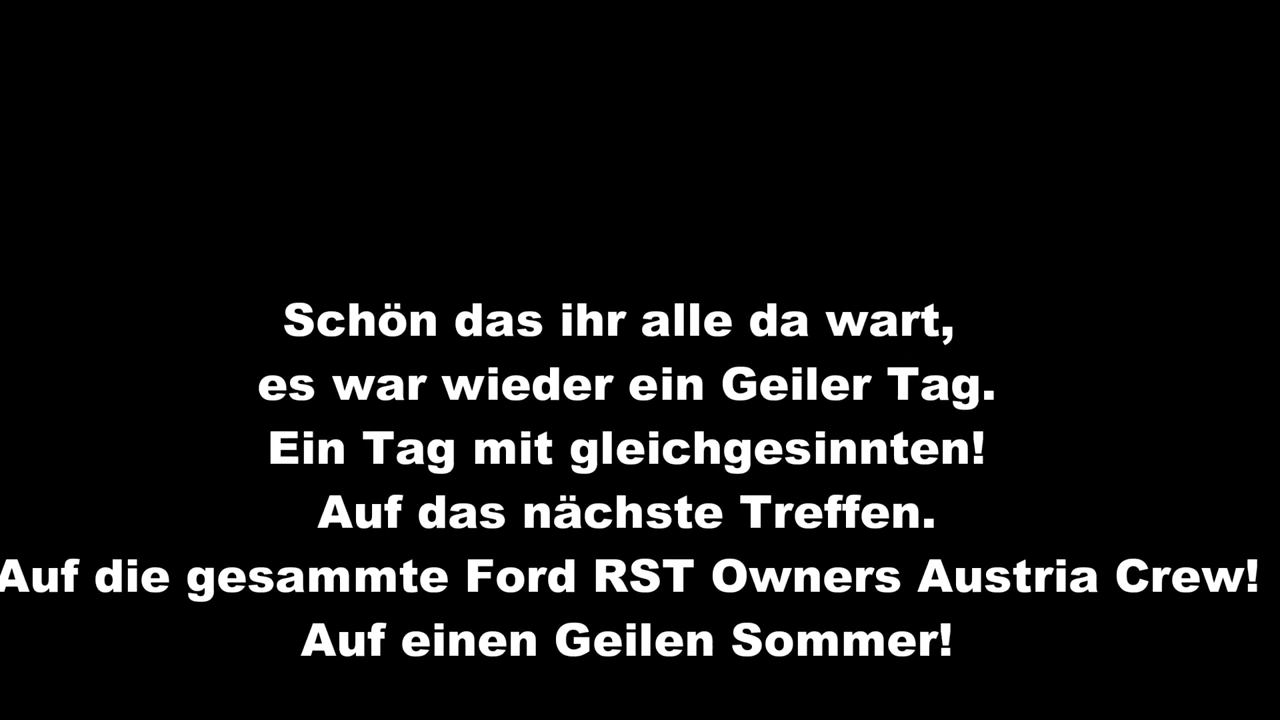 Schön das ihr alle da wart,
es war wieder ein Geiler Tag.
Ein Tag mit gleichgesinnten!
Auf das nächste Treffen.
Auf die gesammte Ford RST Owners Austria Crew!
Auf einen Geilen Sommer!